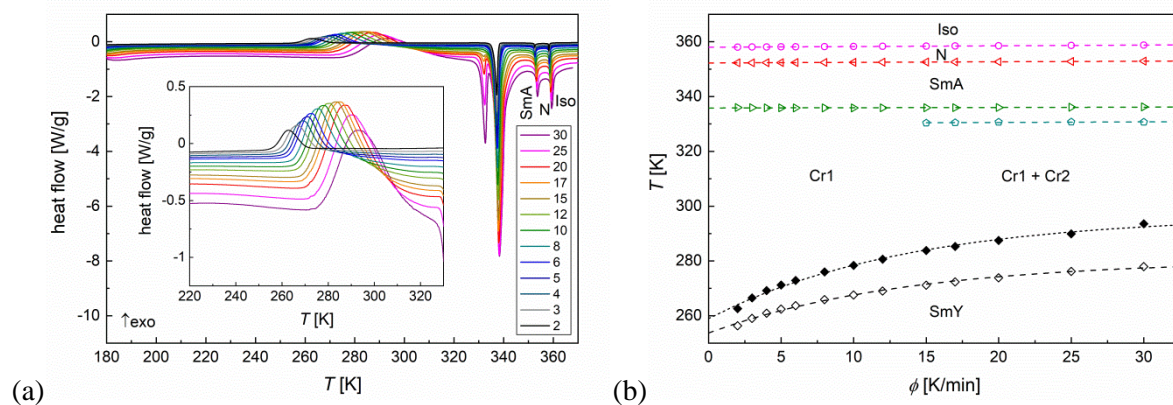 0
-2
-4
-6
-8
-10
heat flow [W/g]
180 200 220 240 260 280 300 320 340 360
T [K]
↑exo
SmA
N
Iso
0.5
0
-0.5
-1
heat flow [W/g]
220 240 260 280 300 320
T [K]
30
25
20
17
15
12
10
8
6
5
4
3
2
(a)
360
340
320
300
280
260
T [K]
Iso
N
SmA
Cr1
Cr1 + Cr2
SmY
0 5 10 15 20 25 30
ϕ [K/min]
(b)